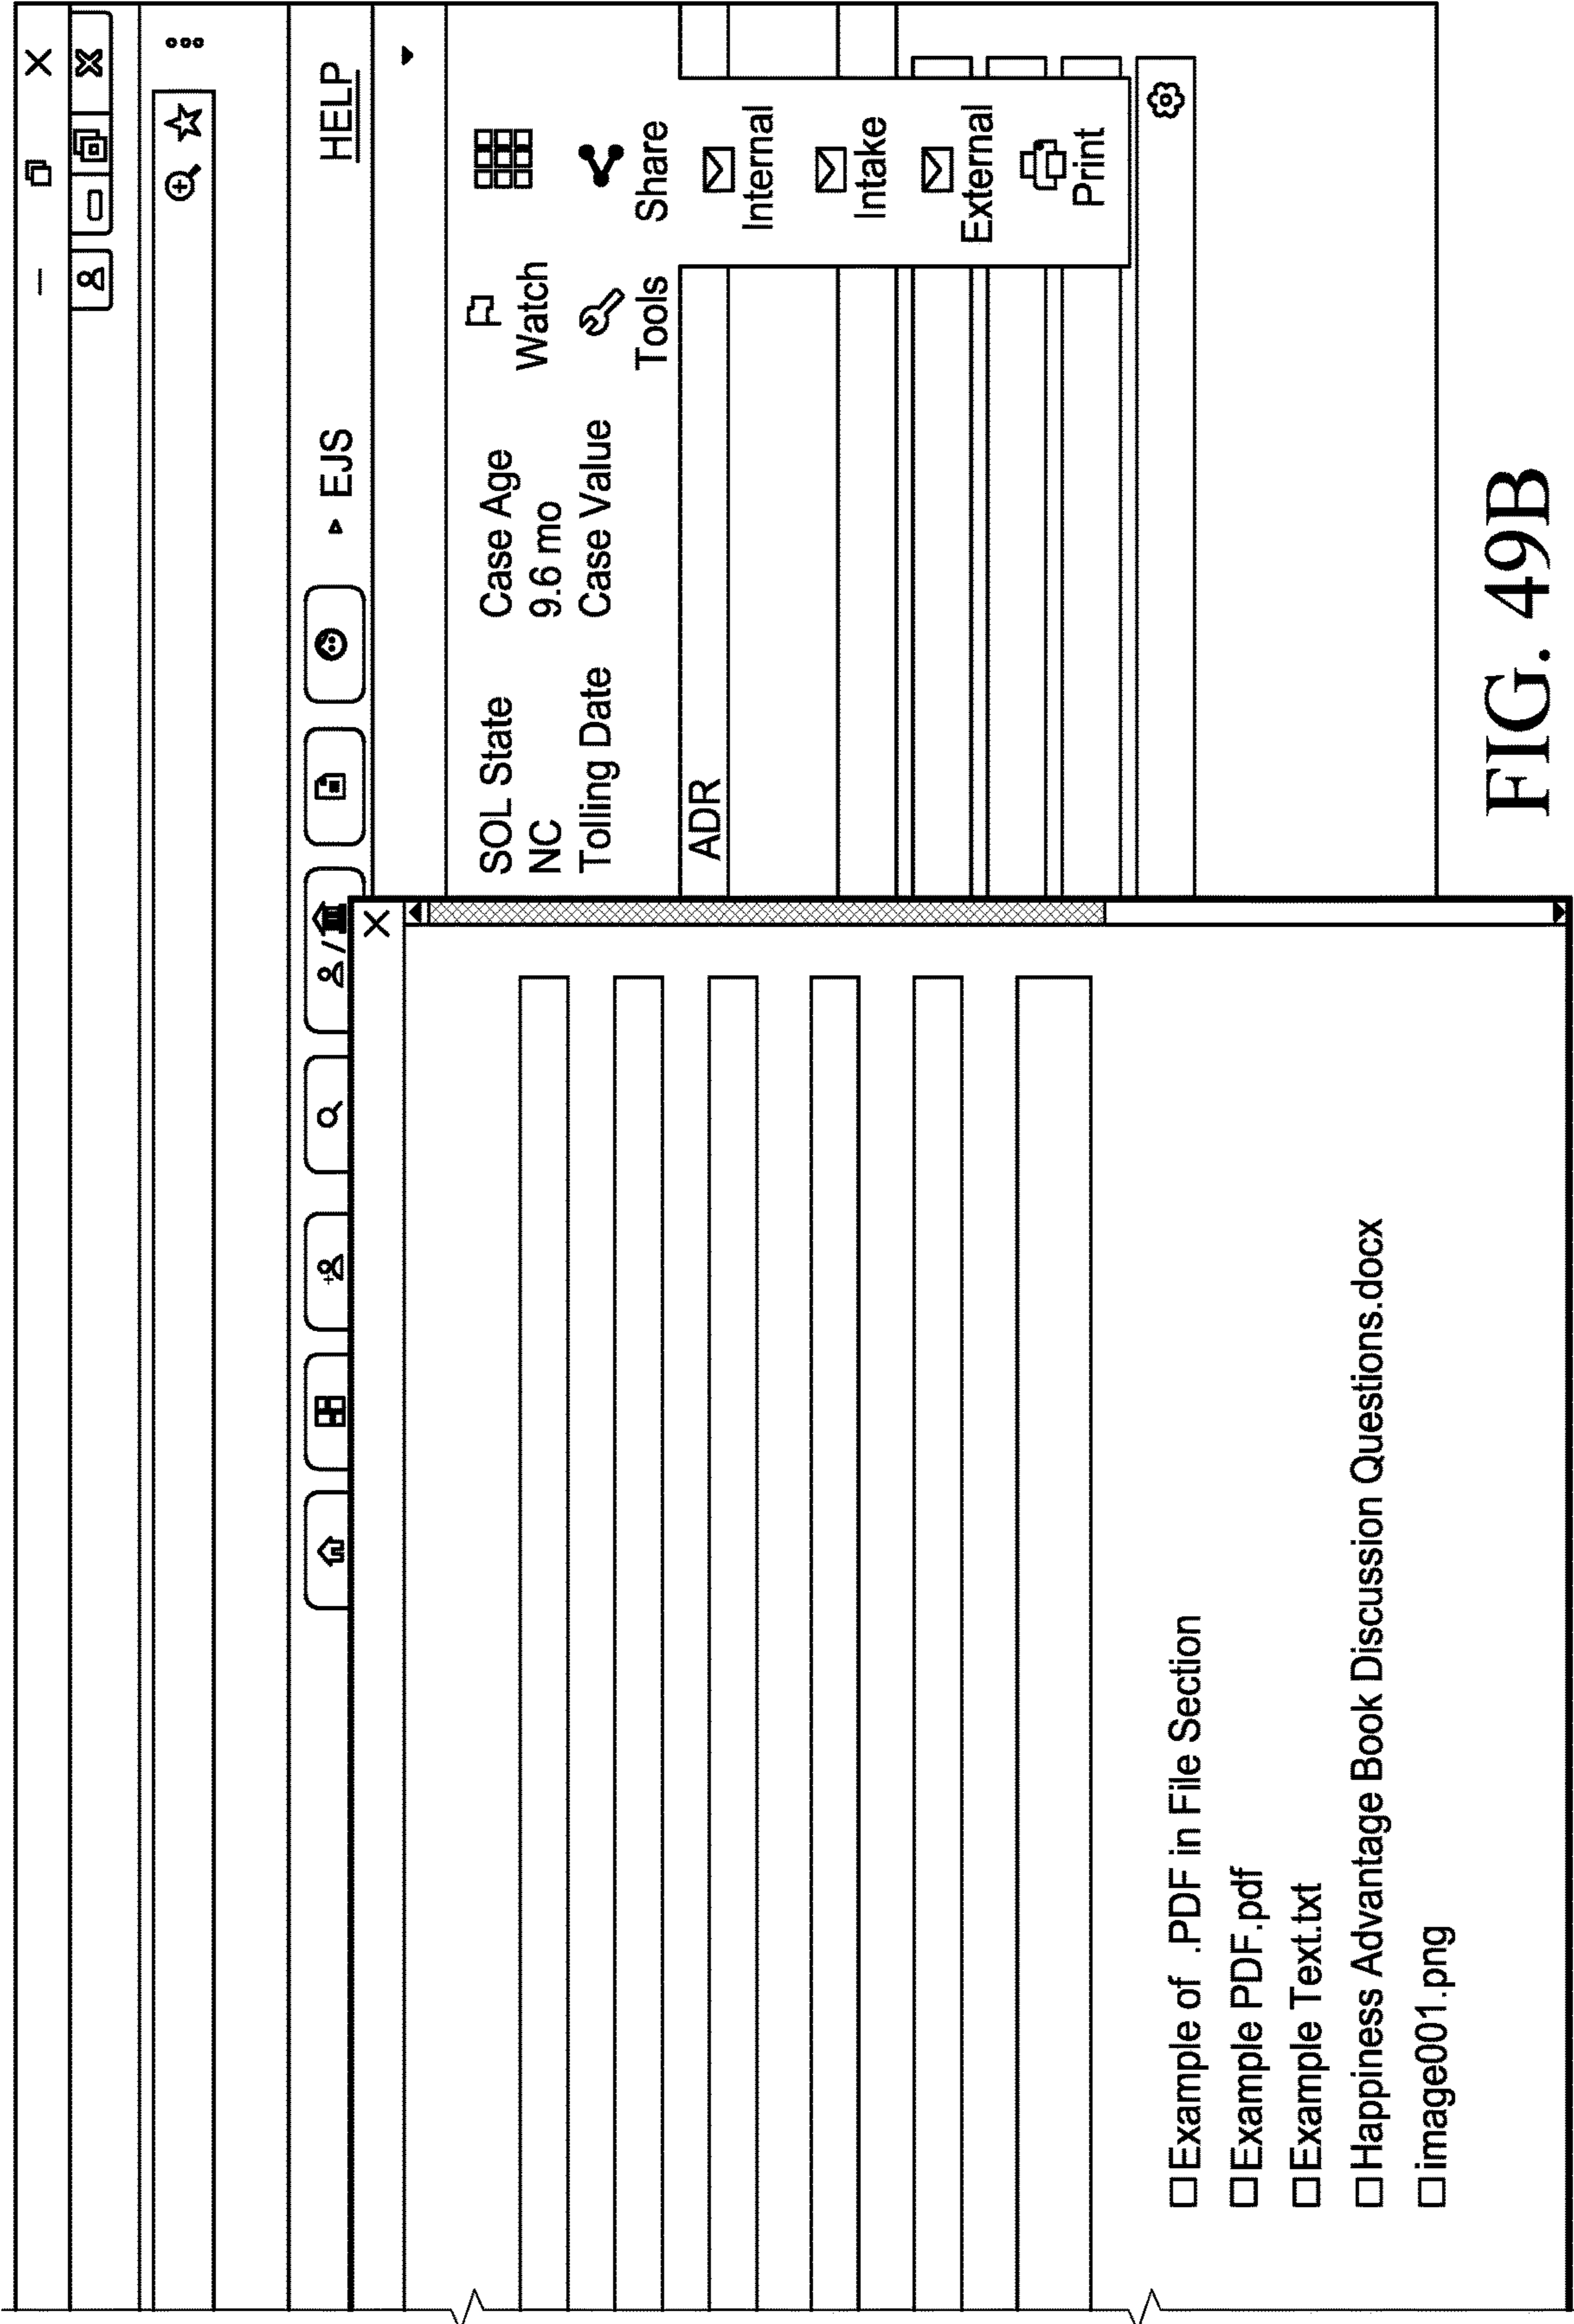 EJS HELP
SOL State Case Age Watch
NC 9.6 mo
Tolling Date Case Value Tools Share
ADR
Internal
Intake
External
Print
Example of .PDF in File Section
Example PDF.pdf
Example Text.txt
Happiness Advantage Book Discussion Questions.docx
image001.png
FIG. 49B